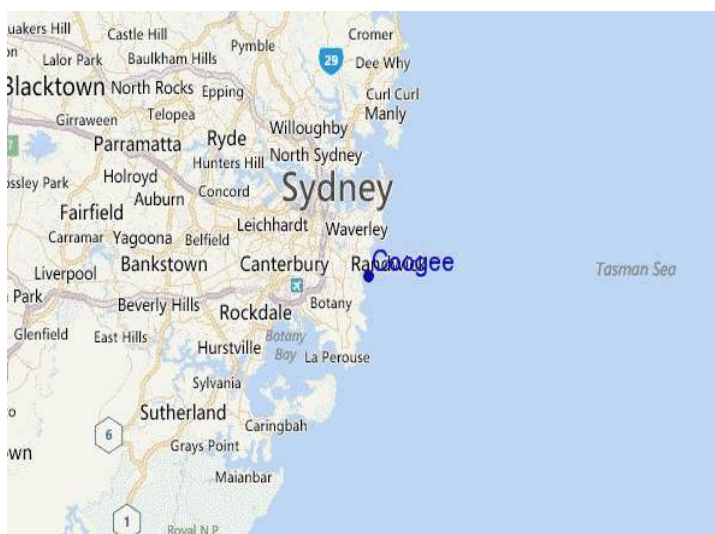 uakers Hill
Castle Hill
Cromer
Pymble
29
Dee Why
Lalor Park
Baulkham Hills
Blacktown
North Rocks
Epping
Curl Curl
Manly
Girraween
Telopea
Willoughby
Ryde
Parramatta
Hunters Hill
North Sydney
ossley Park
Holroyd
Auburn
Concord
Sydney
Fairfield
Leichhardt
Waverley
Carramar
Yagoona
Belfield
Liverpool
Bankstown
Canterbury
Randwick
Coogee
Tasman Sea
n Park
Beverly Hills
Rockdale
Botany
Glenfield
East Hills
Hurstville
Botany
Bay
La Perouse
Sylvania
Sutherland
Caringbah
6
Grays Point
own
Maianbar
1
Royal N.P.